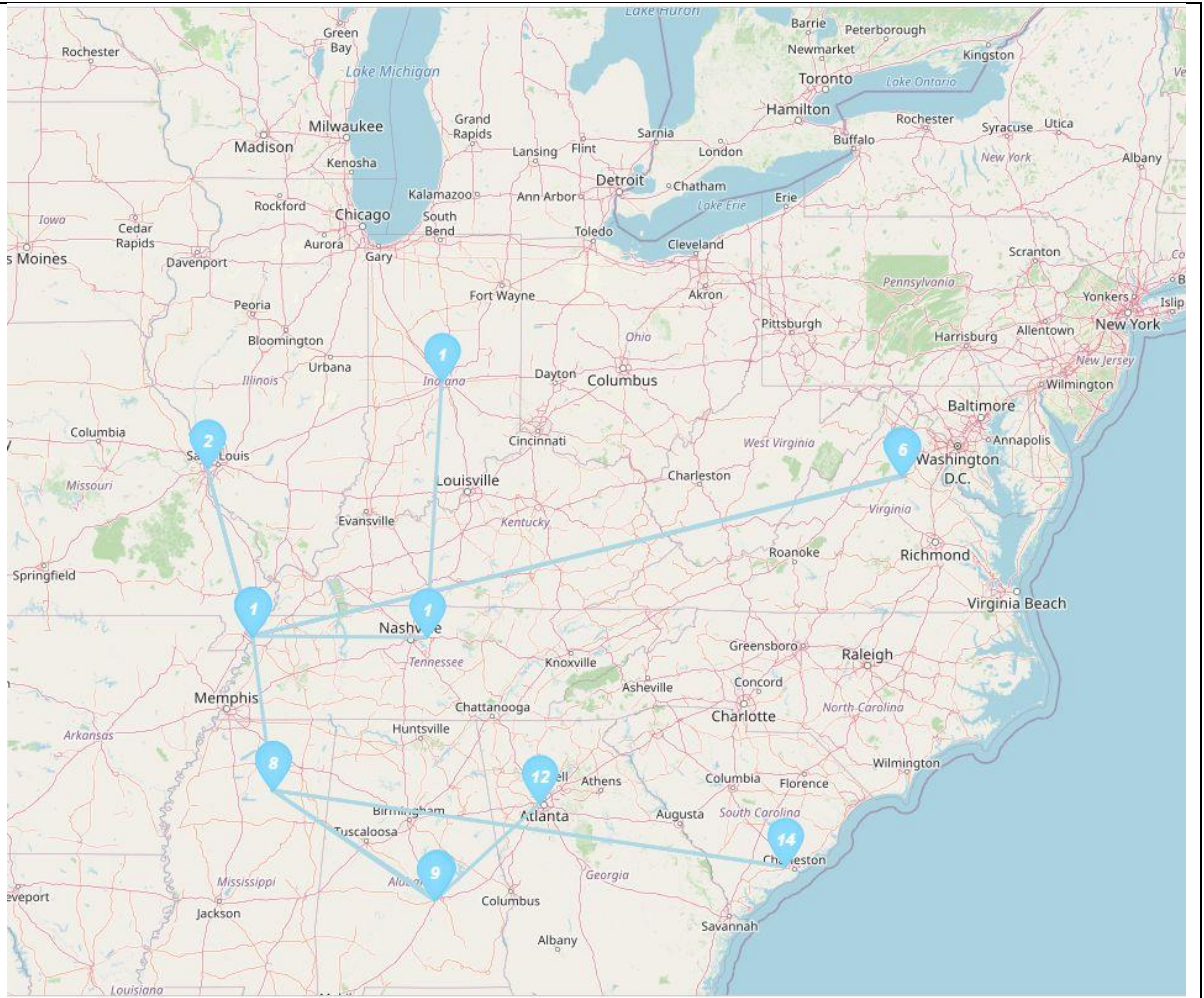 Lake Huron
Barrie
Peterborough
Green
Bay
Rochester
Newmarket
Kingston
Lake Michigan
Toronto
Lake Ontario
Hamilton
Grand
Rapids
Rochester
Syracuse
Utica
Milwaukee
Sarnia
Buffalo
Madison
Lansing
Flint
London
New York
Albany
Kenosha
Detroit
Chatham
Kalamazoo
Ann Arbor
Erie
Lake Erie
Rockford
Chicago
South
Bend
Iowa
Cedar
Rapids
Toledo
Aurora
Cleveland
Scranton
s Moines
Gary
Davenport
Pennsylvania
Fort Wayne
Akron
Yonkers
Islip
Peoria
New York
Pittsburgh
Allentown
Bloomington
Ohio
Harrisburg
1
New Jersey
Urbana
Dayton
Columbus
Illinois
Indiana
Wilmington
Baltimore
Columbia
2
Cincinnati
West Virginia
6
Annapolis
Washington
D.C.
Charleston
Missouri
Louisville
Virginia
Evansville
Kentucky
Roanoke
Richmond
Springfield
Virginia Beach
1
1
Nashville
Greensboro
Raleigh
Tennessee
Knoxville
Concord
Asheville
Memphis
Chattanooga
Charlotte
North Carolina
Huntsville
Arkansas
8
12
Athens
Columbia
Florence
Wilmington
Birmingham
Atlanta
Augusta
South Carolina
Tuscaloosa
14
Charleston
9
Mississippi
Georgia
eveport
Columbus
Jackson
Savannah
Albany
Louisiana